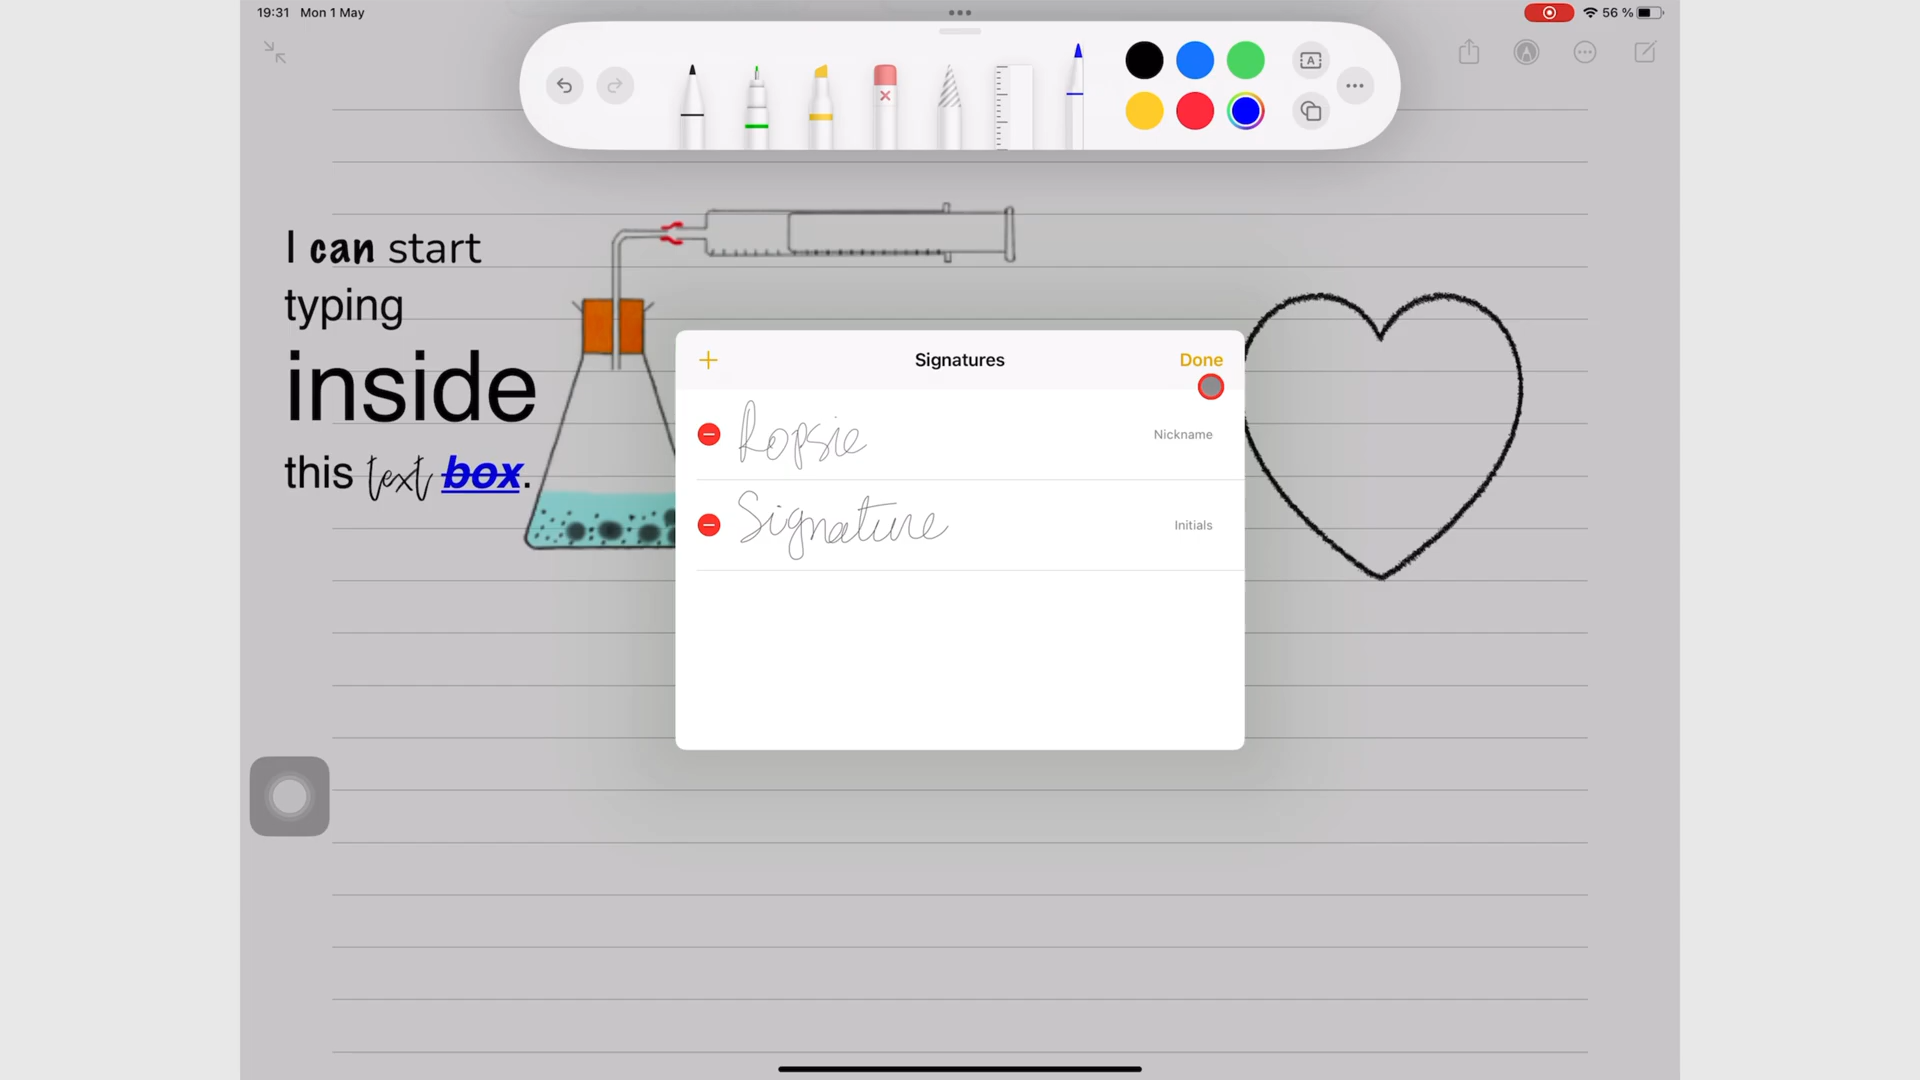 19:31 Mon 1 May
56 %
A
I can start
typing
inside
this text box.
Signatures
Done
Ropsie
Nickname
Signature
Initials